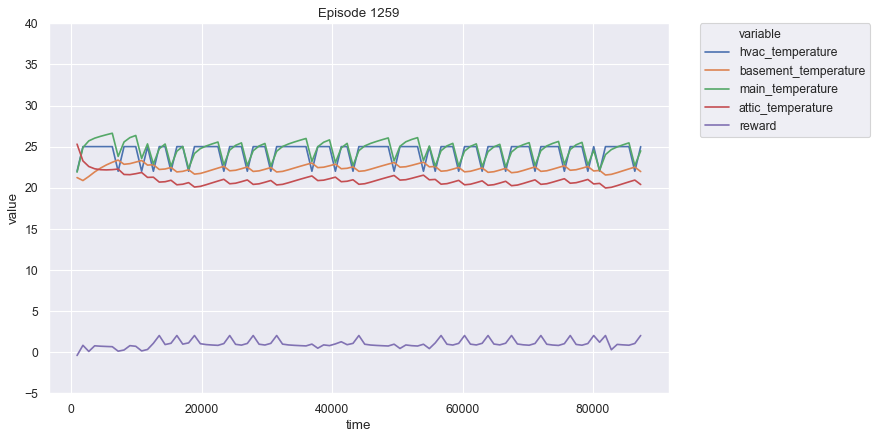 Episode 1259
value
40
35
30
25
20
15
10
5
0
−5
0
20000
40000
60000
80000
time
variable
hvac_temperature
basement_temperature
main_temperature
attic_temperature
reward